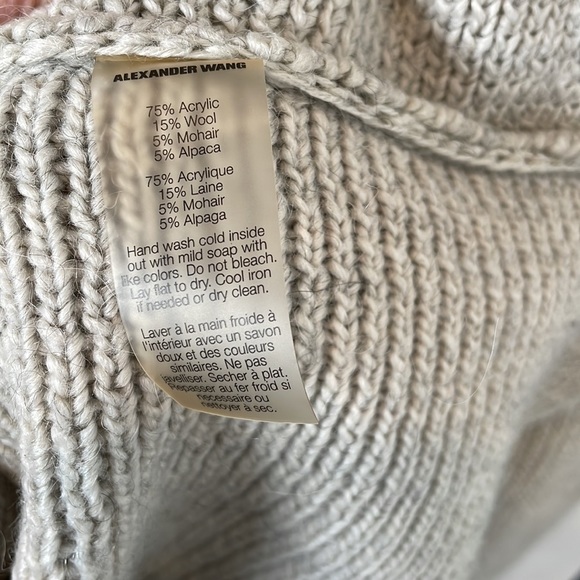 ALEXANDER WANG
75% Acrylic
15% Wool
5% Mohair
5% Alpaca
75% Acrylique
15% Laine
5% Mohair
5% Alpaga
Hand wash cold inside
out with mild soap with
like colors. Do not bleach.
Lay flat to dry. Cool iron
if needed or dry clean.
Laver à la main froide à
l'intérieur avec un savon
doux et des couleurs
similaires. Ne pas
javelliser. Secher à plat.
Repasser au fer froid si
necessaire ou
nettoyer à sec.